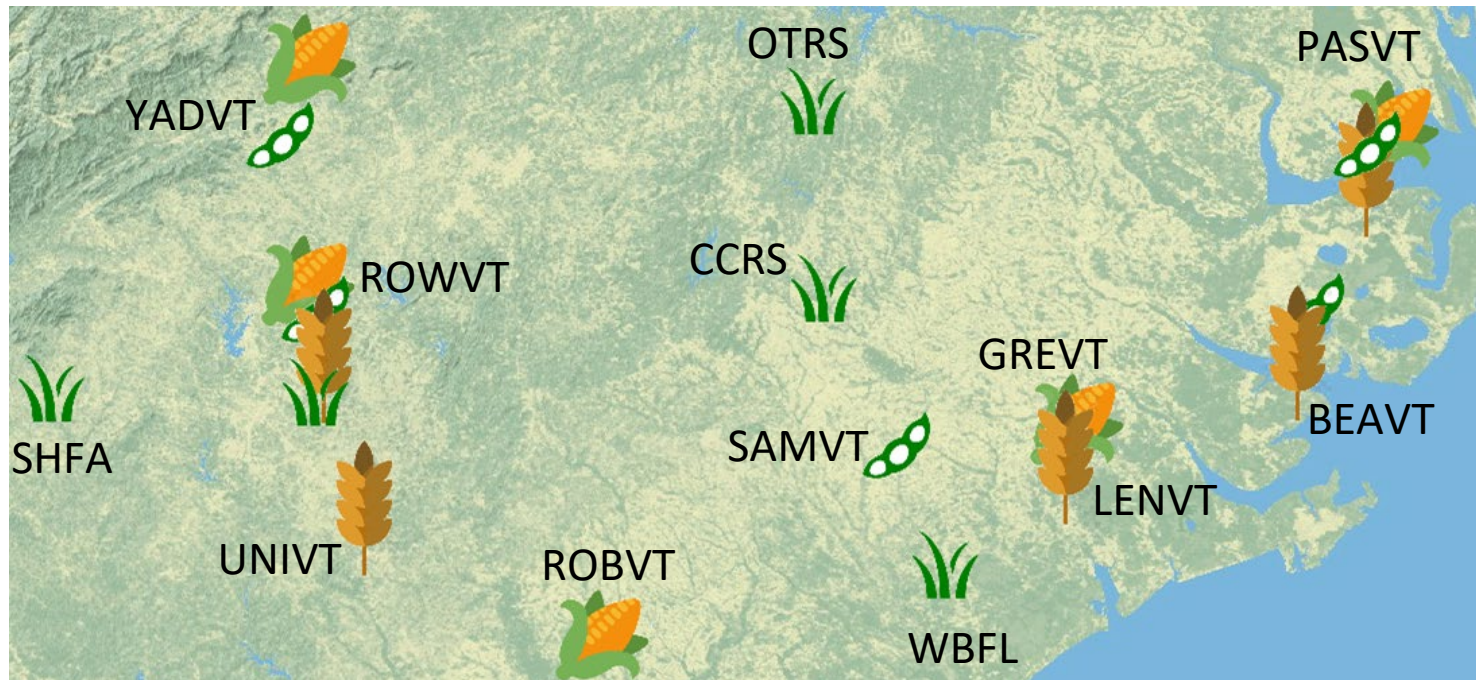 OTRS
PASVT
YADVT
CCRS
ROWVT
GREVT
BEAVT
SAMVT
SHFA
LENVT
UNIVT
ROBVT
WBFL